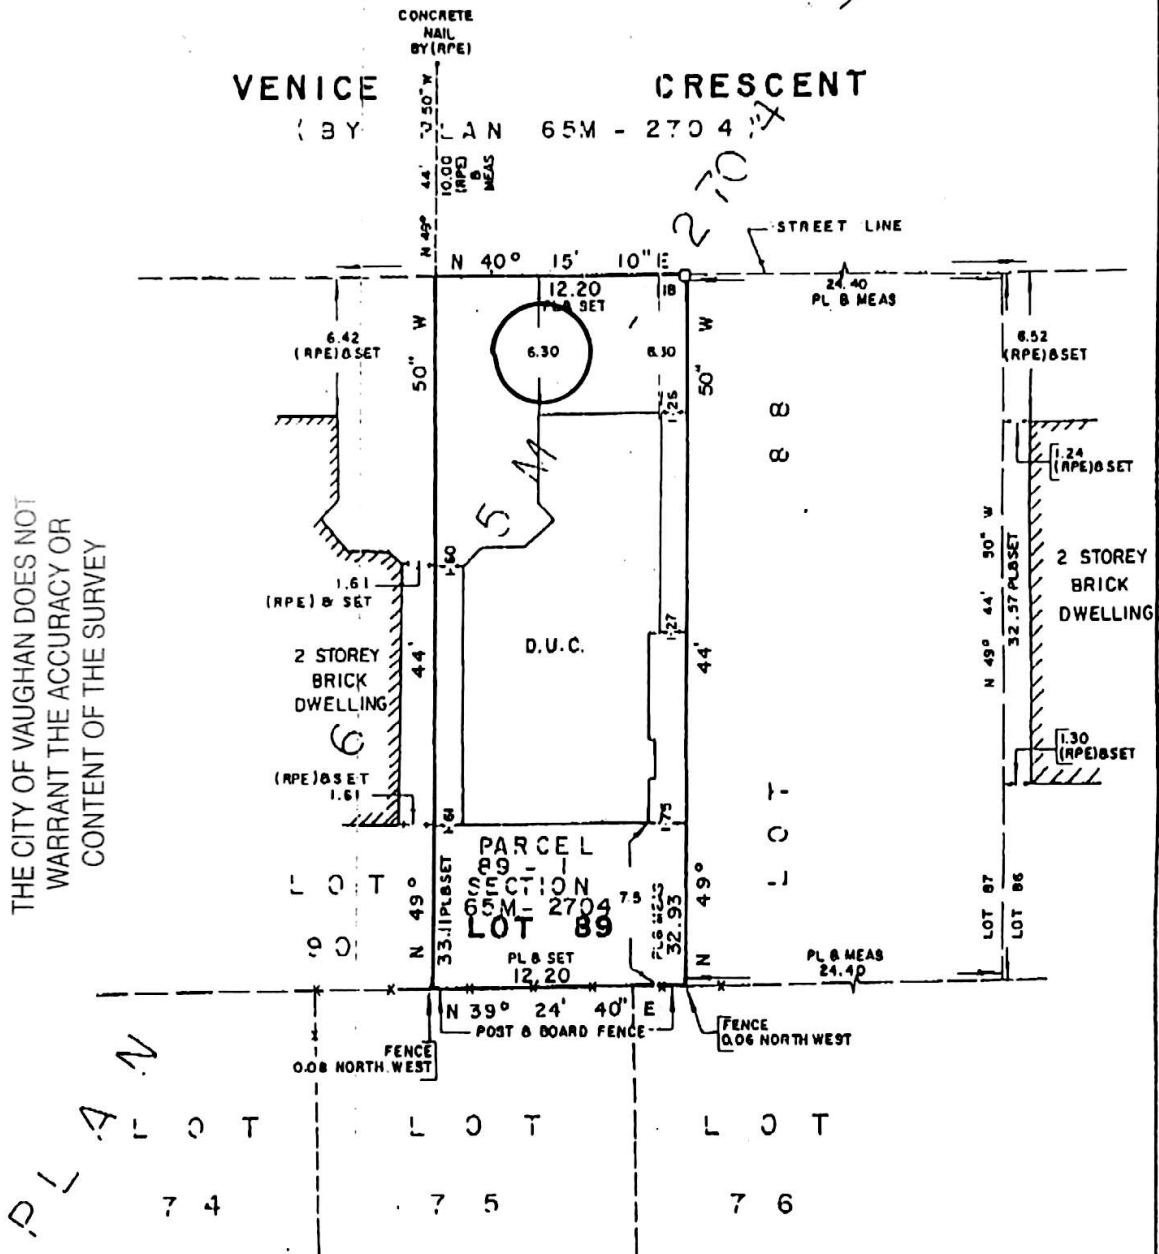 CONCRETE
NAIL
BY (RPE)
VENICE CRESCENT
(BY PLAN 65M - 2704)
N 49° 44' 50" W
10.00
(RPE)
&
MEAS
2704
STREET LINE
N 40° 15' 10" E
12.20
PL & SET
18
24.40
PL & MEAS
6.42
(RPE) & SET
6.30
6.30
6.52
(RPE) & SET
1.26
1.24
(RPE) & SET
5 M
1.60
1.61
(RPE) & SET
2 STOREY
BRICK
DWELLING
D.U.C.
1.27
N 49° 44' 50" W
N 49° 44' 50" W
LOT 88
N 49° 44' 50" W
32.57 PL & SET
2 STOREY
BRICK
DWELLING
1.30
(RPE) & SET
6
(RPE) & SET
1.61
1.61
1.75
PARCEL
89 - 1
SECTION
65M - 2704
LOT 89
33.11 PL & SET
7.5
PL & MEAS
32.93
LOT
90
PL & SET
12.20
PL & MEAS
24.40
LOT 87
LOT 86
N 39° 24' 40" E
POST & BOARD FENCE
FENCE
0.08 NORTH WEST
FENCE
0.06 NORTH WEST
PLAN
LOT LOT LOT
74 75 76
THE CITY OF VAUGHAN DOES NOT
WARRANT THE ACCURACY OR
CONTENT OF THE SURVEY